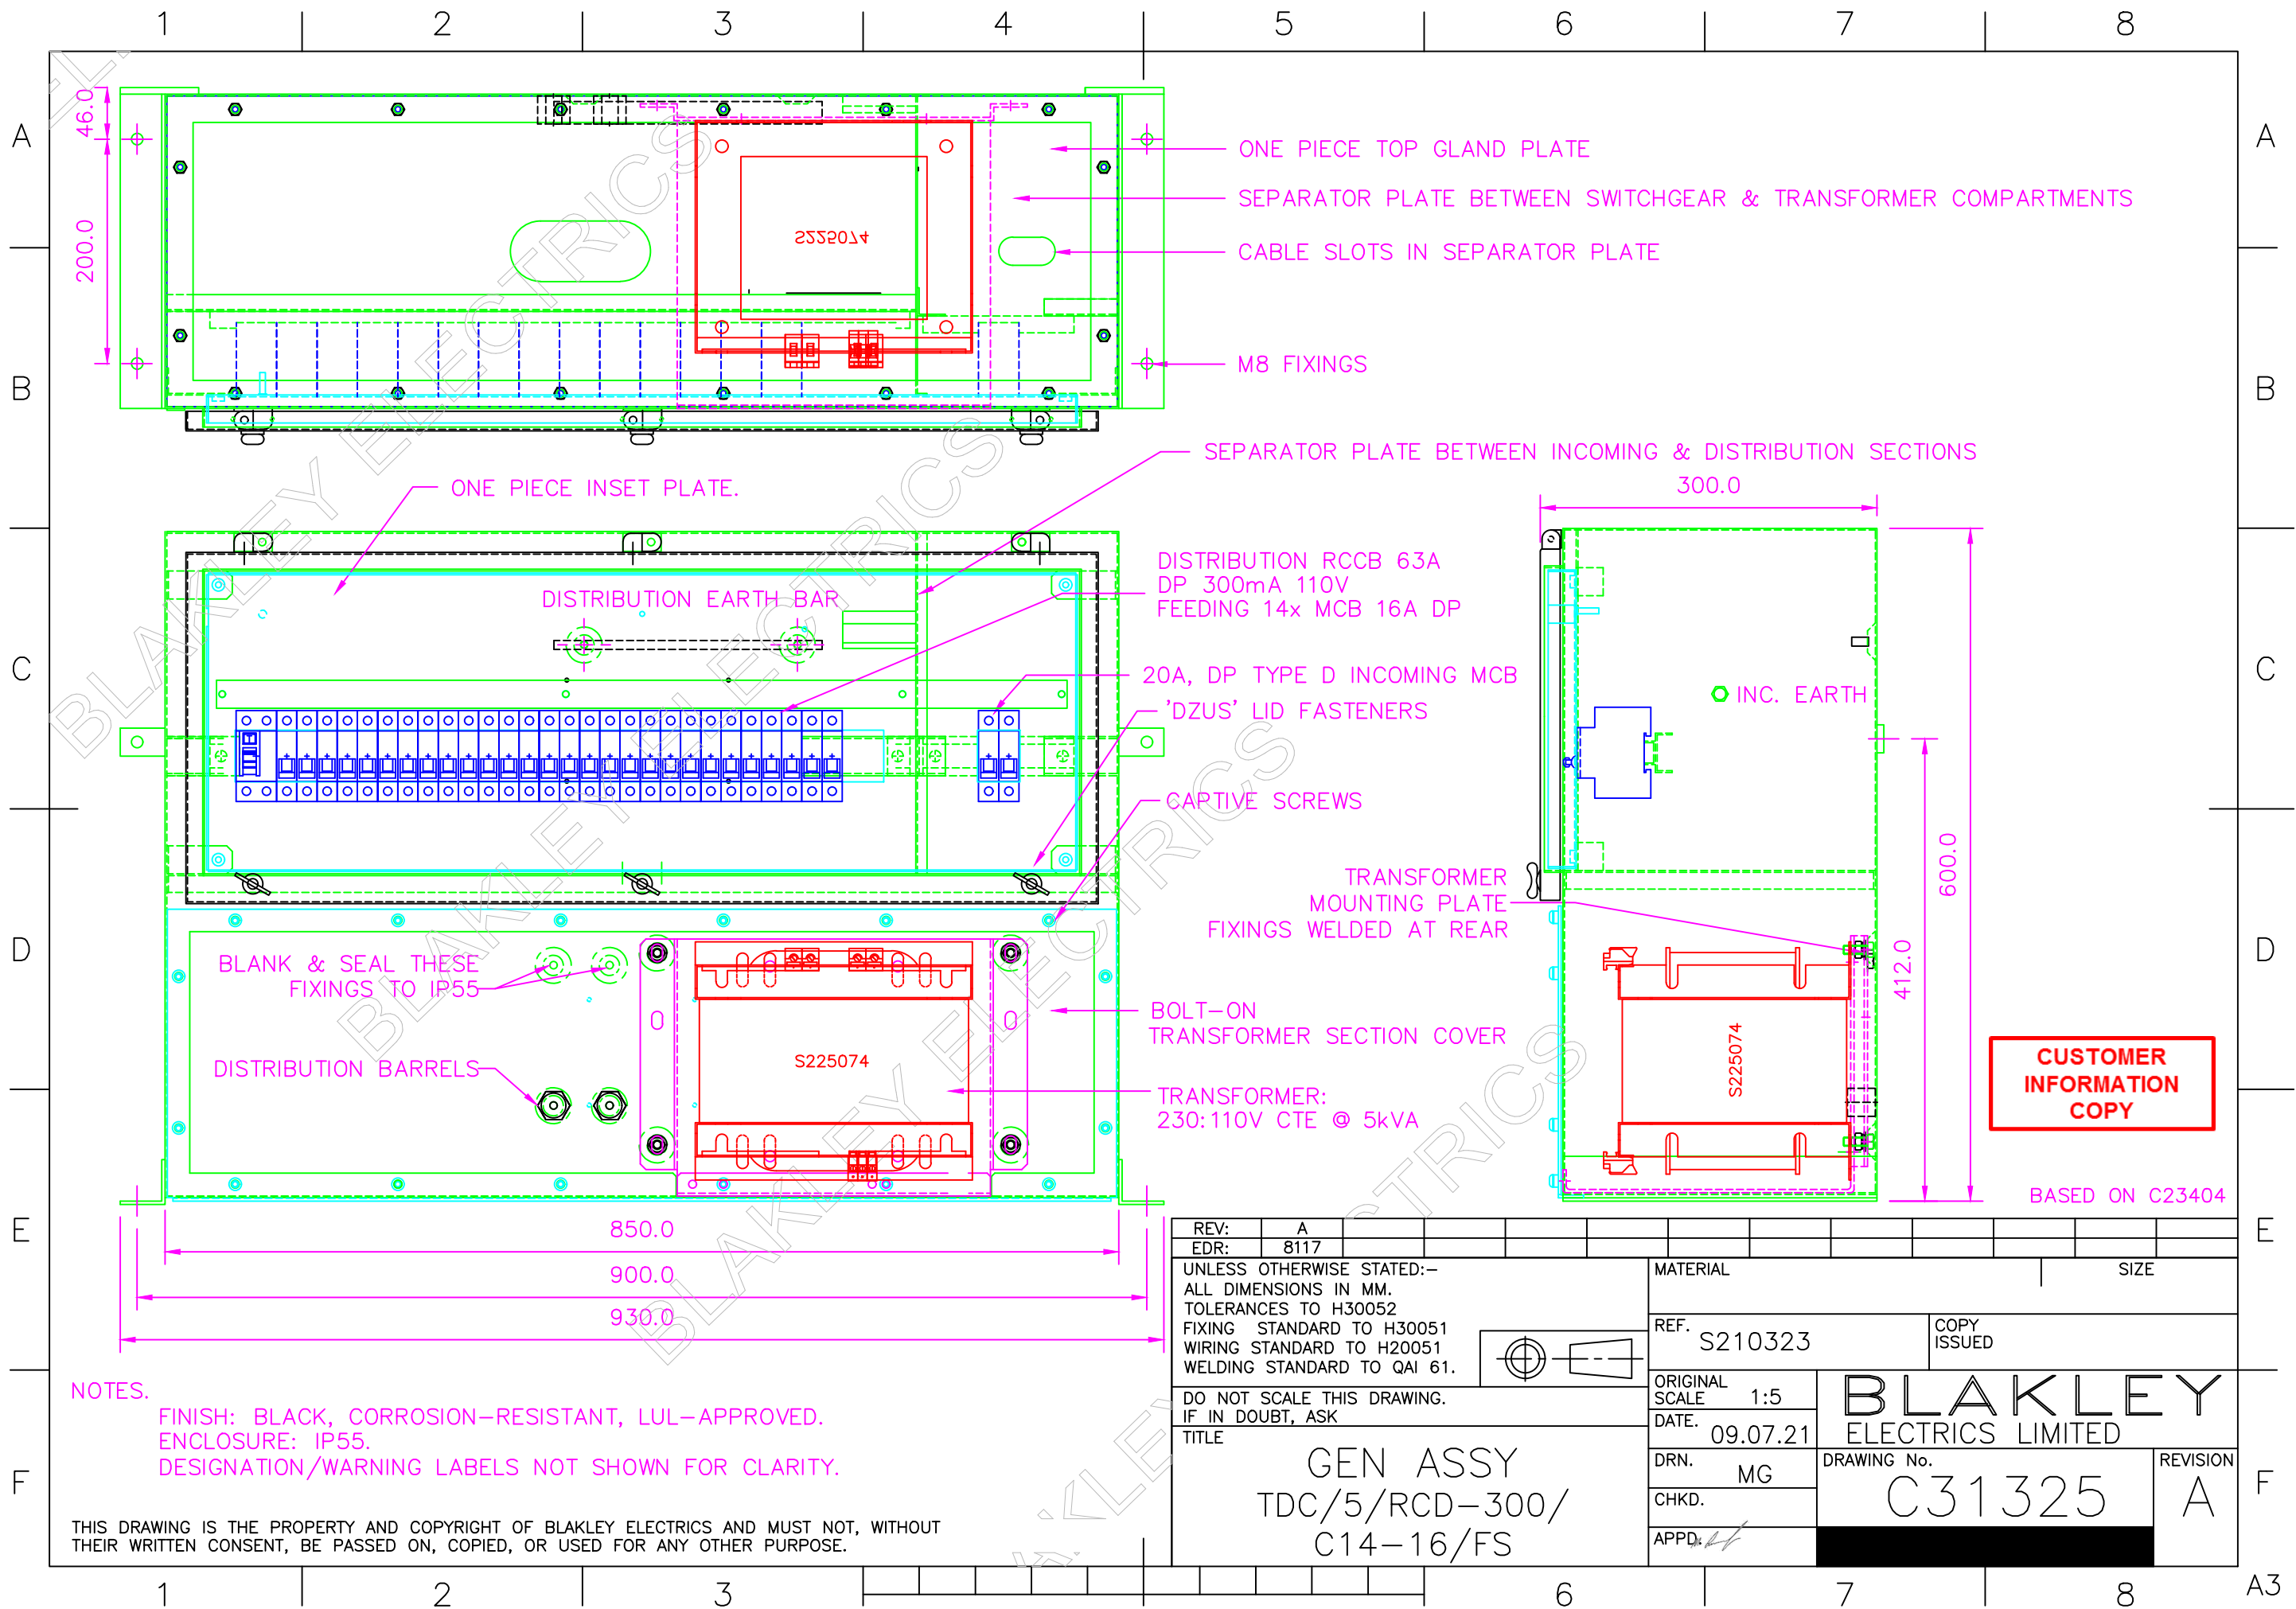 1 2 3 4 5 6 7 8
A
A
46.0
200.0
ONE PIECE TOP GLAND PLATE
SEPARATOR PLATE BETWEEN SWITCHGEAR & TRANSFORMER COMPARTMENTS
S225074
CABLE SLOTS IN SEPARATOR PLATE
M8 FIXINGS
B
B
SEPARATOR PLATE BETWEEN INCOMING & DISTRIBUTION SECTIONS
ONE PIECE INSET PLATE.
300.0
DISTRIBUTION RCCB 63A
DP 300mA 110V
FEEDING 14x MCB 16A DP
DISTRIBUTION EARTH BAR
C
C
20A, DP TYPE D INCOMING MCB
INC. EARTH
'DZUS' LID FASTENERS
CAPTIVE SCREWS
600.0
412.0
TRANSFORMER
MOUNTING PLATE
FIXINGS WELDED AT REAR
D
D
BLANK & SEAL THESE
FIXINGS TO IP55
BOLT-ON
TRANSFORMER SECTION COVER
DISTRIBUTION BARRELS
S225074
S225074
TRANSFORMER:
230:110V CTE @ 5kVA
CUSTOMER
INFORMATION
COPY
BASED ON C23404
E
E
850.0
900.0
930.0
REV: A
EDR: 8117
UNLESS OTHERWISE STATED:-
ALL DIMENSIONS IN MM.
TOLERANCES TO H30052
FIXING STANDARD TO H30051
WIRING STANDARD TO H20051
WELDING STANDARD TO QAI 61.
DO NOT SCALE THIS DRAWING.
IF IN DOUBT, ASK
TITLE
GEN ASSY
TDC/5/RCD-300/
C14-16/FS
MATERIAL
SIZE
REF. S210323
COPY
ISSUED
ORIGINAL
SCALE 1:5
DATE. 09.07.21
DRN. MG
CHKD.
APPD.
BLAKLEY
ELECTRICS LIMITED
DRAWING No.
C31325
REVISION
A
NOTES.
FINISH: BLACK, CORROSION-RESISTANT, LUL-APPROVED.
ENCLOSURE: IP55.
DESIGNATION/WARNING LABELS NOT SHOWN FOR CLARITY.
F
F
THIS DRAWING IS THE PROPERTY AND COPYRIGHT OF BLAKLEY ELECTRICS AND MUST NOT, WITHOUT
THEIR WRITTEN CONSENT, BE PASSED ON, COPIED, OR USED FOR ANY OTHER PURPOSE.
1 2 3 6 7 8
A3
BLAKLEY ELECTRICS
BLAKLEY ELECTRICS
BLAKLEY ELECTRICS
BLAKLEY ELECTRICS